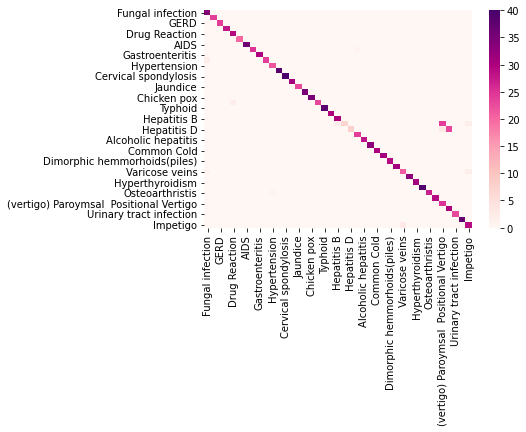 Fungal infection
GERD
Drug Reaction
AIDS
Gastroenteritis
Hypertension
Cervical spondylosis
Jaundice
Chicken pox
Typhoid
Hepatitis B
Hepatitis D
Alcoholic hepatitis
Common Cold
Dimorphic hemmorhoids(piles)
Varicose veins
Hyperthyroidism
Osteoarthristis
(vertigo) Paroymsal  Positional Vertigo
Urinary tract infection
Impetigo
Fungal infection
GERD
Drug Reaction
AIDS
Gastroenteritis
Hypertension
Cervical spondylosis
Jaundice
Chicken pox
Typhoid
Hepatitis B
Hepatitis D
Alcoholic hepatitis
Common Cold
Dimorphic hemmorhoids(piles)
Varicose veins
Hyperthyroidism
Osteoarthristis
(vertigo) Paroymsal  Positional Vertigo
Urinary tract infection
Impetigo
40
35
30
25
20
15
10
5
0